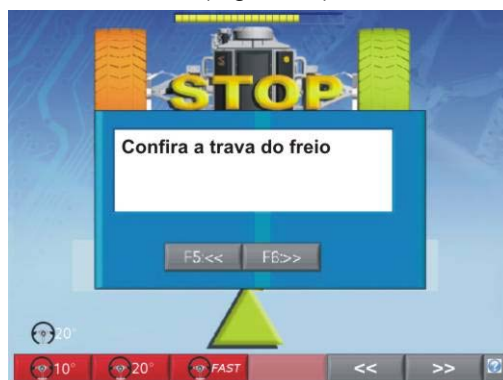 STOP
Confira a trava do freio
F5:<< F6:>>
20°
10° 20° FAST << >> ?